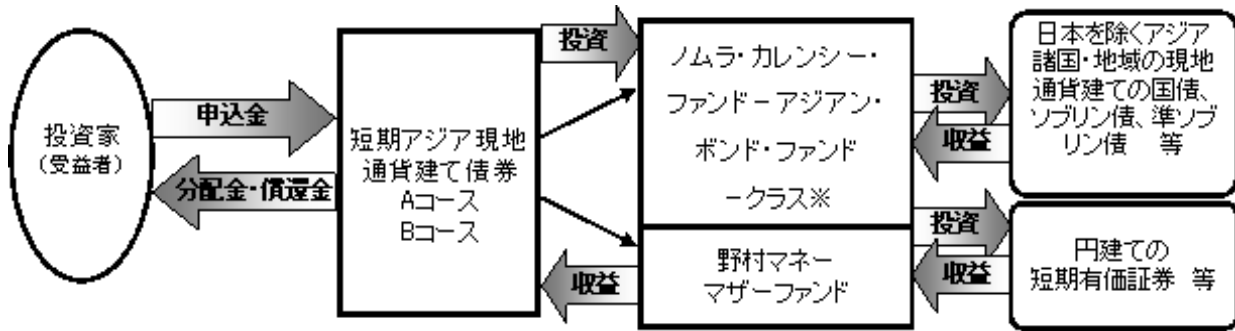 投資家
（受益者）
申込金
分配金・償還金
短期アジア現地
通貨建て債券
Aコース
Bコース
投資
収益
ノムラ・カレンシー・
ファンド－アジアン・
ボンド・ファンド
－クラス※
野村マネー
マザーファンド
投資
収益
投資
収益
日本を除くアジア
諸国・地域の現地
通貨建ての国債、
ソブリン債、準ソブ
リン債　等
円建ての
短期有価証券　等